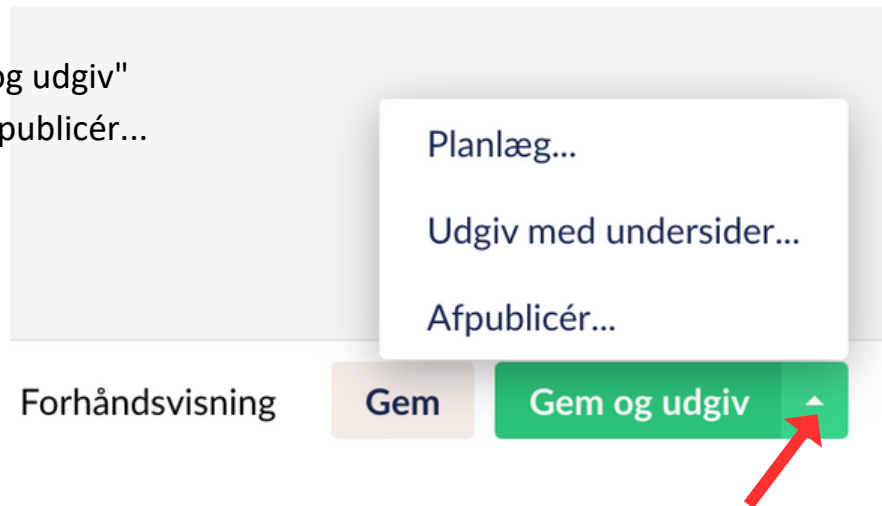 og udgiv"
publicér...
Planlæg...
Udgiv med undersider...
Afpublicér...
Forhåndsvisning
Gem
Gem og udgiv